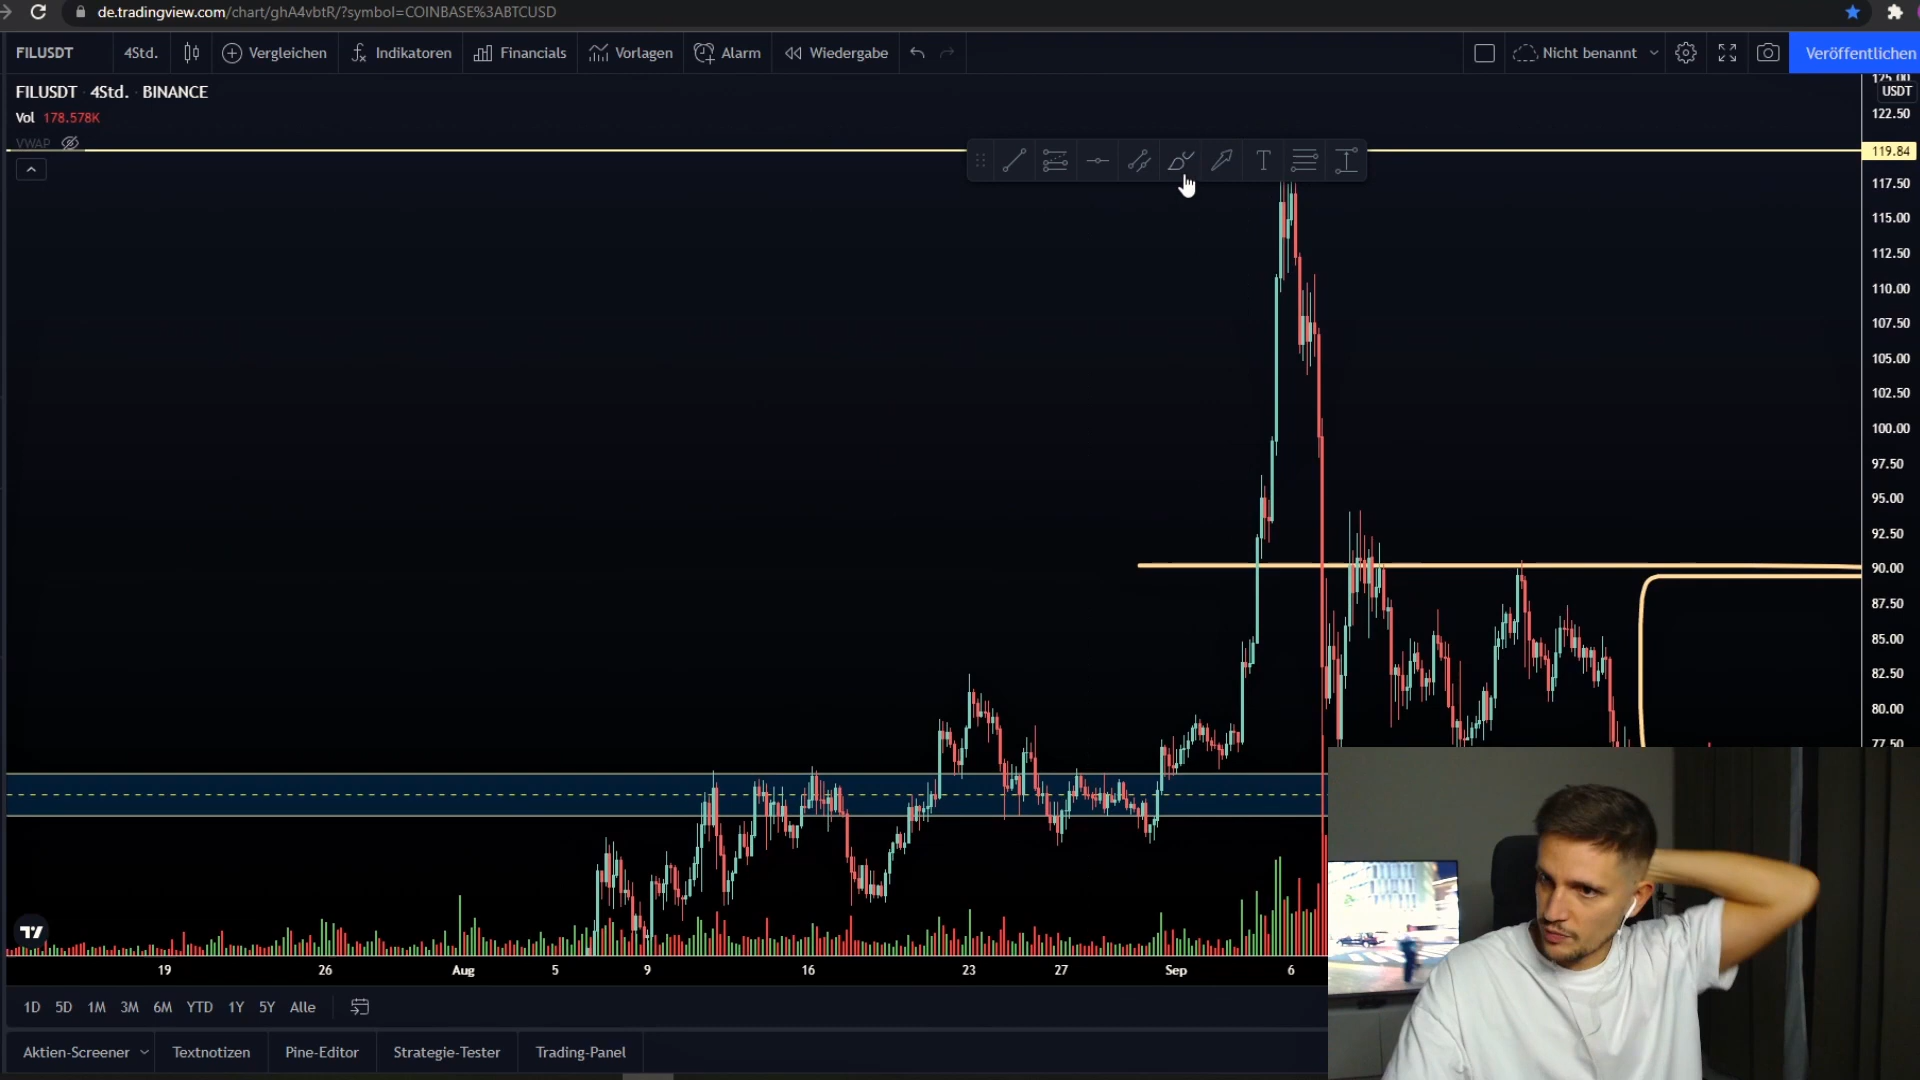 de.tradingview.com/chart/ghA4vbtR/?symbol=COINBASE%3ABTCUSD
FILUSDT 4Std. Vergleichen Indikatoren Financials Vorlagen Alarm Wiedergabe Nicht benannt Veröffentlichen
FILUSDT 4Std. BINANCE
Vol 178.578K
VWAP
125.00
USDT
122.50
119.84
117.50
115.00
112.50
110.00
107.50
105.00
102.50
100.00
97.50
95.00
92.50
90.00
87.50
85.00
82.50
80.00
77.50
19 26 Aug 5 9 16 23 27 Sep 6
1D 5D 1M 3M 6M YTD 1Y 5Y Alle
Aktien-Screener Textnotizen Pine-Editor Strategie-Tester Trading-Panel